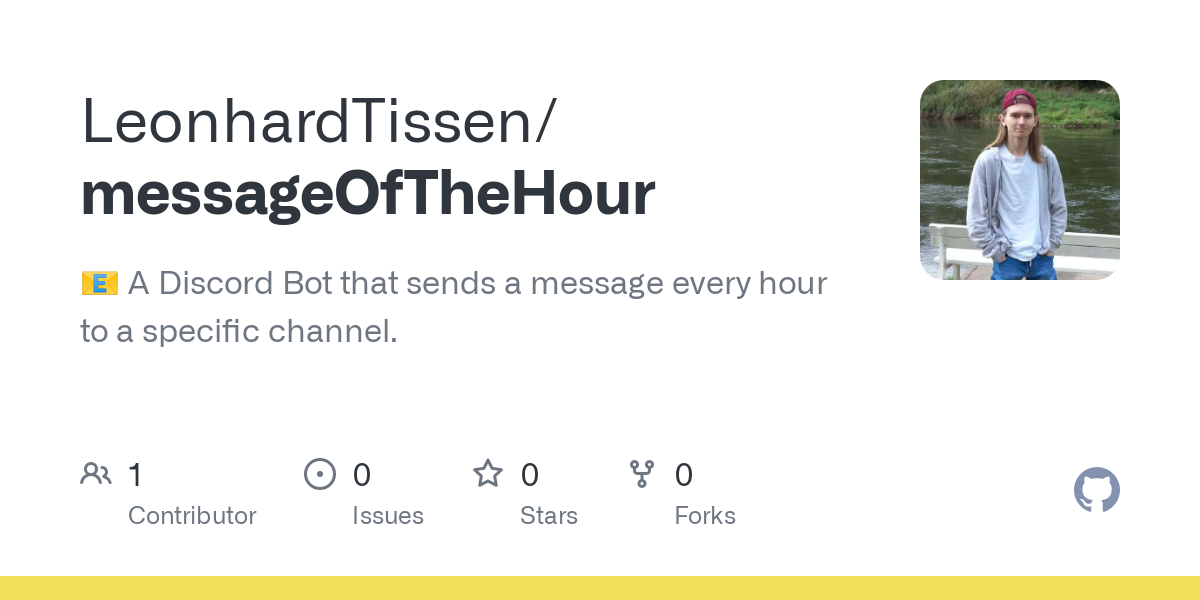 LeonhardTissen/
messageOfTheHour
📧 A Discord Bot that sends a message every hour
to a specific channel.
1
Contributor
0
Issues
0
Stars
0
Forks